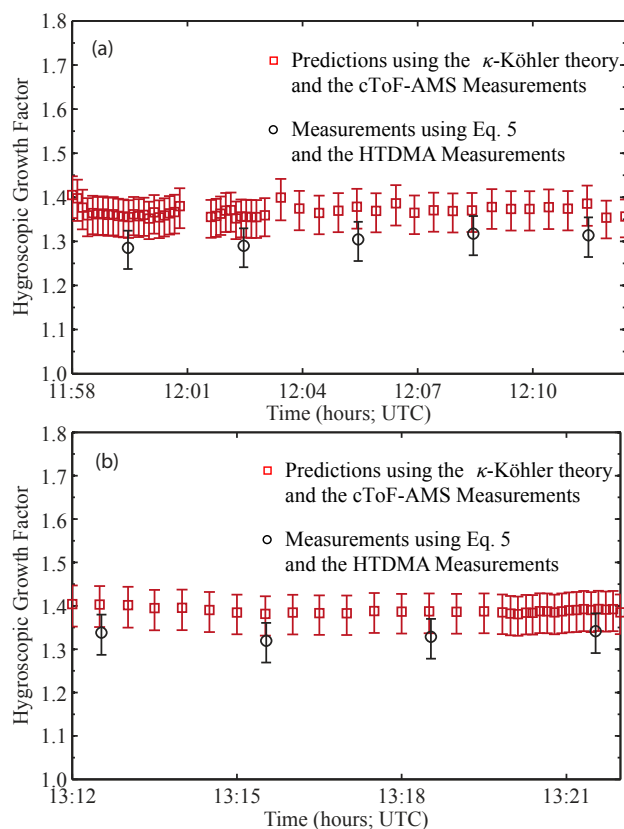 (a)
Predictions using the κ-Köhler theory
and the cToF-AMS Measurements
Measurements using Eq. 5
and the HTDMA Measurements
Hygroscopic Growth Factor
1.8
1.7
1.6
1.5
1.4
1.3
1.2
1.1
1.0
11:58 12:01 12:04 12:07 12:10
Time (hours; UTC)
(b)
Predictions using the κ-Köhler theory
and the cToF-AMS Measurements
Measurements using Eq. 5
and the HTDMA Measurements
Hygroscopic Growth Factor
1.8
1.7
1.6
1.5
1.4
1.3
1.2
1.1
1.0
13:12 13:15 13:18 13:21
Time (hours; UTC)